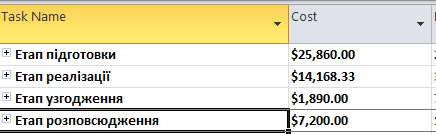 Task Name Cost
Етап підготовки $25,860.00
Етап реалізації $14,168.33
Етап узгодження $1,890.00
Етап розповсюдження $7,200.00